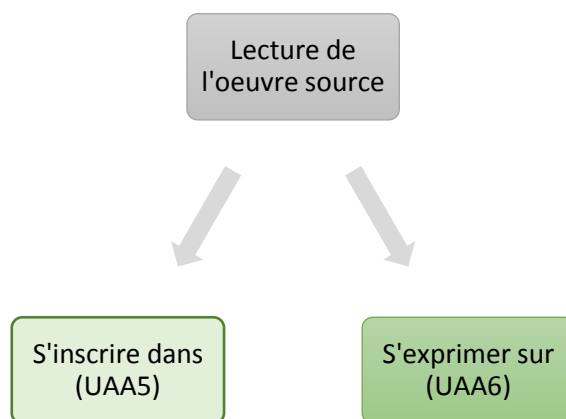 Lecture de
l'oeuvre source
S'inscrire dans
(UAA5)
S'exprimer sur
(UAA6)